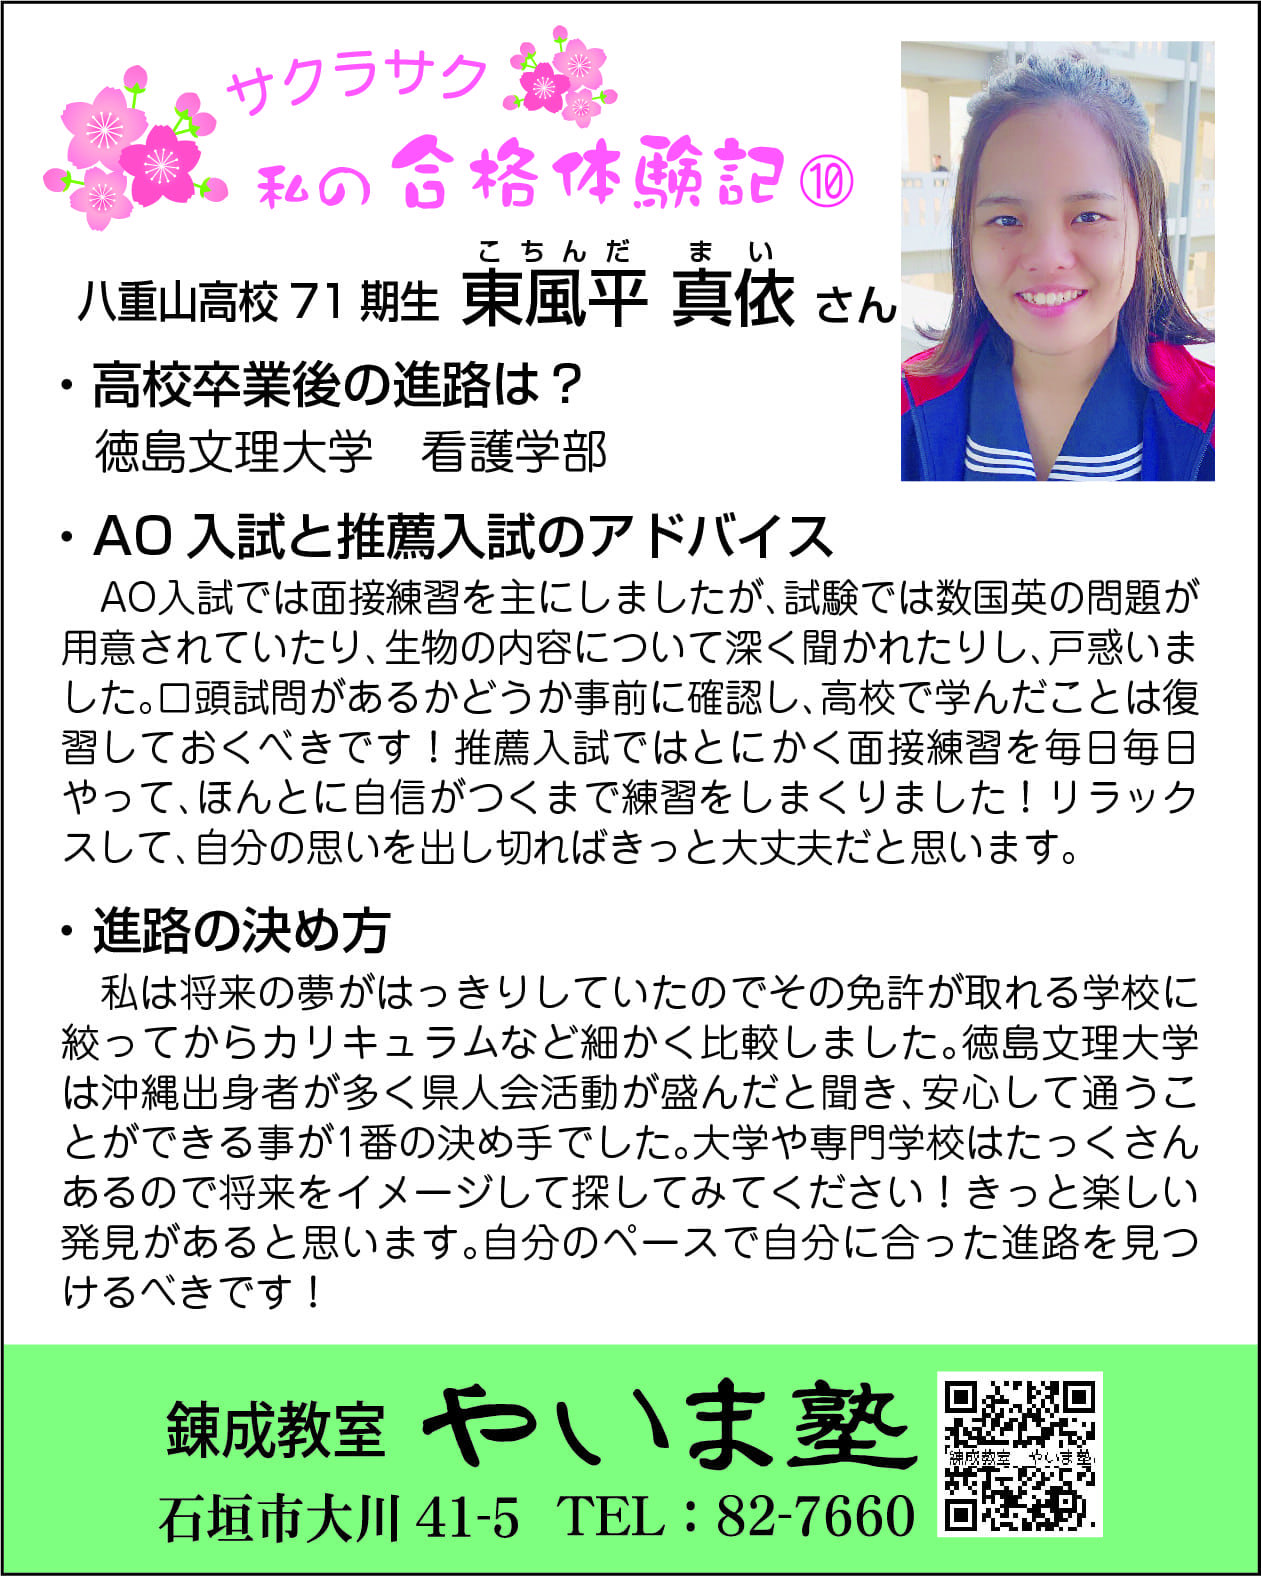 サクラサク
私の合格体験記⑩
こちんだ まい
八重山高校 71 期生 東風平 真依 さん
・高校卒業後の進路は？
徳島文理大学　看護学部
・AO 入試と推薦入試のアドバイス
AO入試では面接練習を主にしましたが、試験では数国英の問題が
用意されていたり、生物の内容について深く聞かれたりし、戸惑いま
した。口頭試問があるかどうか事前に確認し、高校で学んだことは復
習しておくべきです！推薦入試ではとにかく面接練習を毎日毎日
やって、ほんとに自信がつくまで練習をしまくりました！リラック
スして、自分の思いを出し切ればきっと大丈夫だと思います。
・進路の決め方
私は将来の夢がはっきりしていたのでその免許が取れる学校に
絞ってからカリキュラムなど細かく比較しました。徳島文理大学
は沖縄出身者が多く県人会活動が盛んだと聞き、安心して通うこ
とができる事が1番の決め手でした。大学や専門学校はたっくさん
あるので将来をイメージして探してみてください！きっと楽しい
発見があると思います。自分のペースで自分に合った進路を見つ
けるべきです！
錬成教室 やいま塾
錬成教室 やいま塾
石垣市大川 41-5 TEL：82-7660